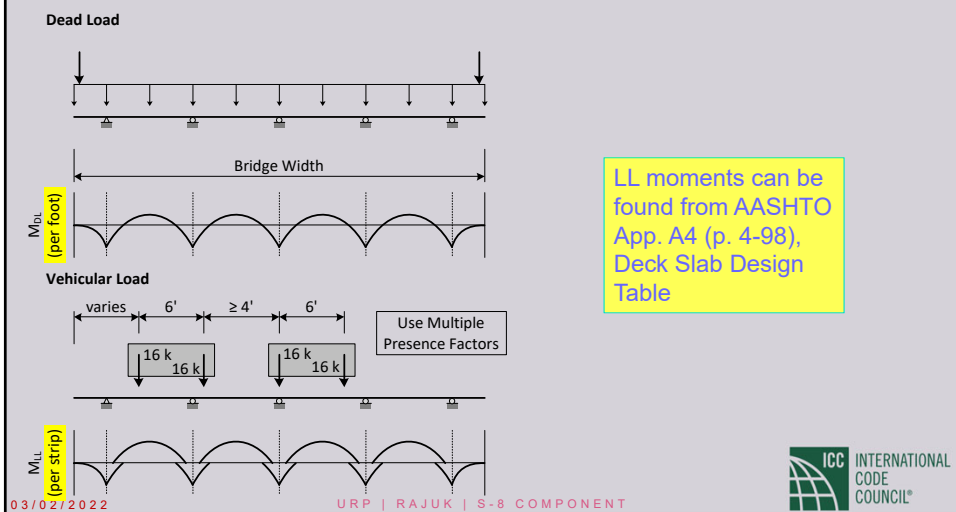 Dead Load
Bridge Width
M_DL
(per foot)
Vehicular Load
varies 6' ≥ 4' 6'
Use Multiple
Presence Factors
16 k 16 k
16 k 16 k
M_LL
(per strip)
LL moments can be
found from AASHTO
App. A4 (p. 4-98),
Deck Slab Design
Table
03/02/2022
URP | RAJUK | S-8 COMPONENT
ICC INTERNATIONAL
CODE
COUNCIL®